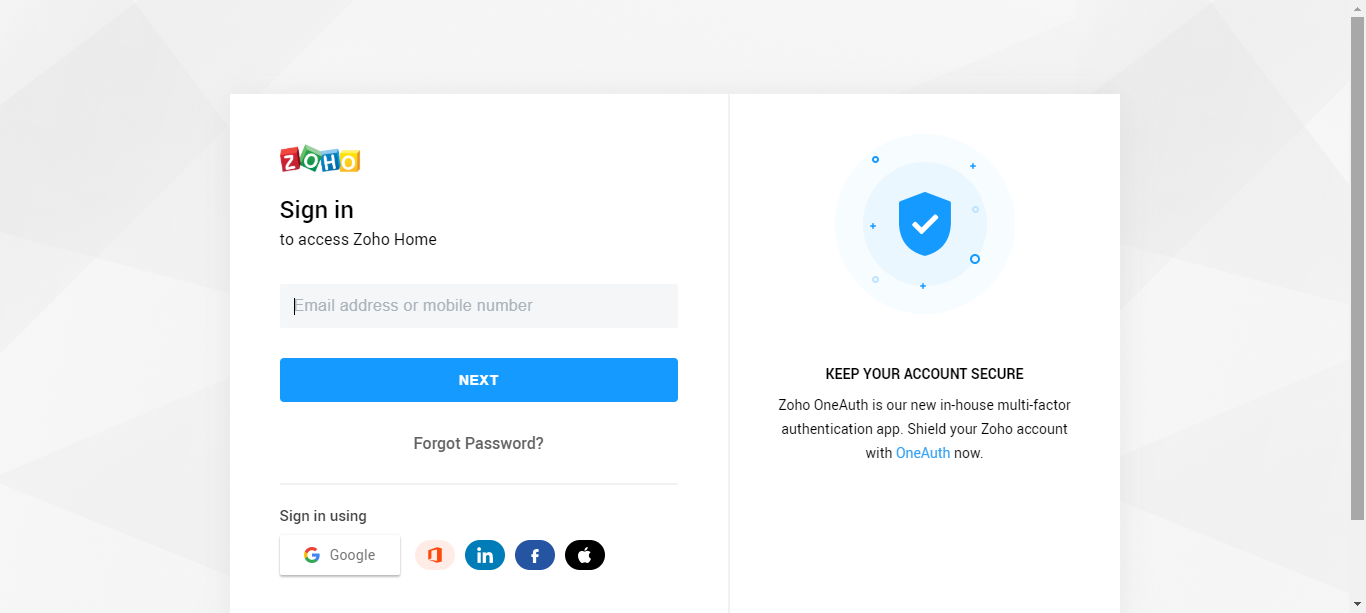 ZOHO
Sign in
to access Zoho Home
Email address or mobile number
NEXT
Forgot Password?
Sign in using
Google
in
f
KEEP YOUR ACCOUNT SECURE
Zoho OneAuth is our new in-house multi-factor
authentication app. Shield your Zoho account
with OneAuth now.